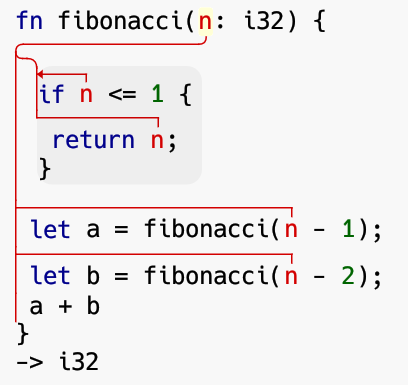 fn fibonacci(n: i32) {
if n <= 1 {
return n;
}
let a = fibonacci(n - 1);
let b = fibonacci(n - 2);
a + b
}
-> i32